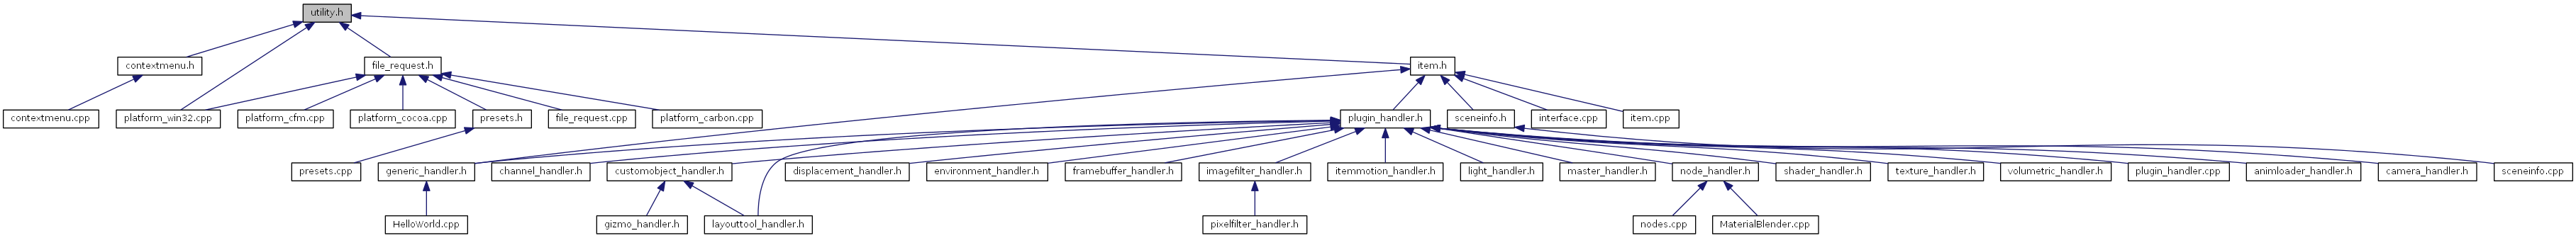 utility.h
contextmenu.h
file_request.h
item.h
contextmenu.cpp
platform_win32.cpp
platform_cfm.cpp
platform_cocoa.cpp
presets.h
file_request.cpp
platform_carbon.cpp
plugin_handler.h
sceneinfo.h
interface.cpp
item.cpp
presets.cpp
generic_handler.h
channel_handler.h
customobject_handler.h
displacement_handler.h
environment_handler.h
framebuffer_handler.h
imagefilter_handler.h
itemmotion_handler.h
light_handler.h
master_handler.h
node_handler.h
shader_handler.h
texture_handler.h
volumetric_handler.h
plugin_handler.cpp
animloader_handler.h
camera_handler.h
sceneinfo.cpp
HelloWorld.cpp
gizmo_handler.h
layouttool_handler.h
pixelfilter_handler.h
nodes.cpp
MaterialBlender.cpp